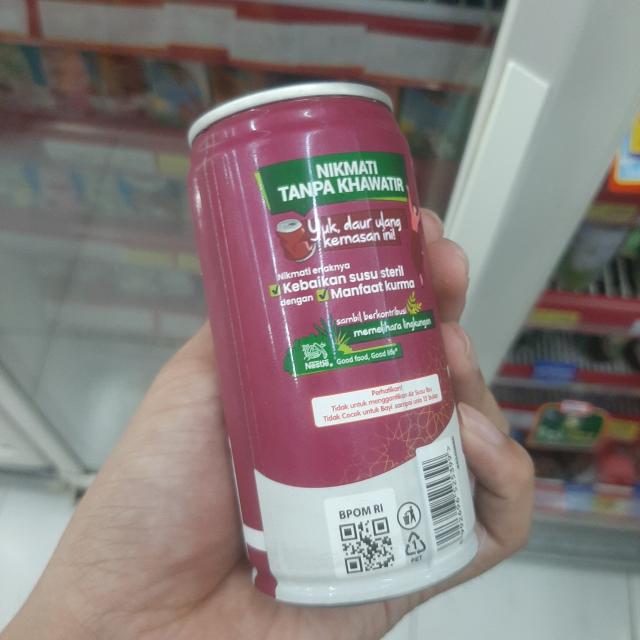 NIKMATI
TANPA KHAWATIR
Yuk, daur ulang
kemasan ini!
Nikmati enaknya
Kebaikan susu steril
dengan Manfaat kurma
sambil berkontribusi
memelihara lingkungan
Nestlé® Good food, Good life®
Perhatikan!
Tidak untuk menggantikan Air Susu Ibu
Tidak Cocok untuk Bayi sampai usia 12 bulan
BPOM RI